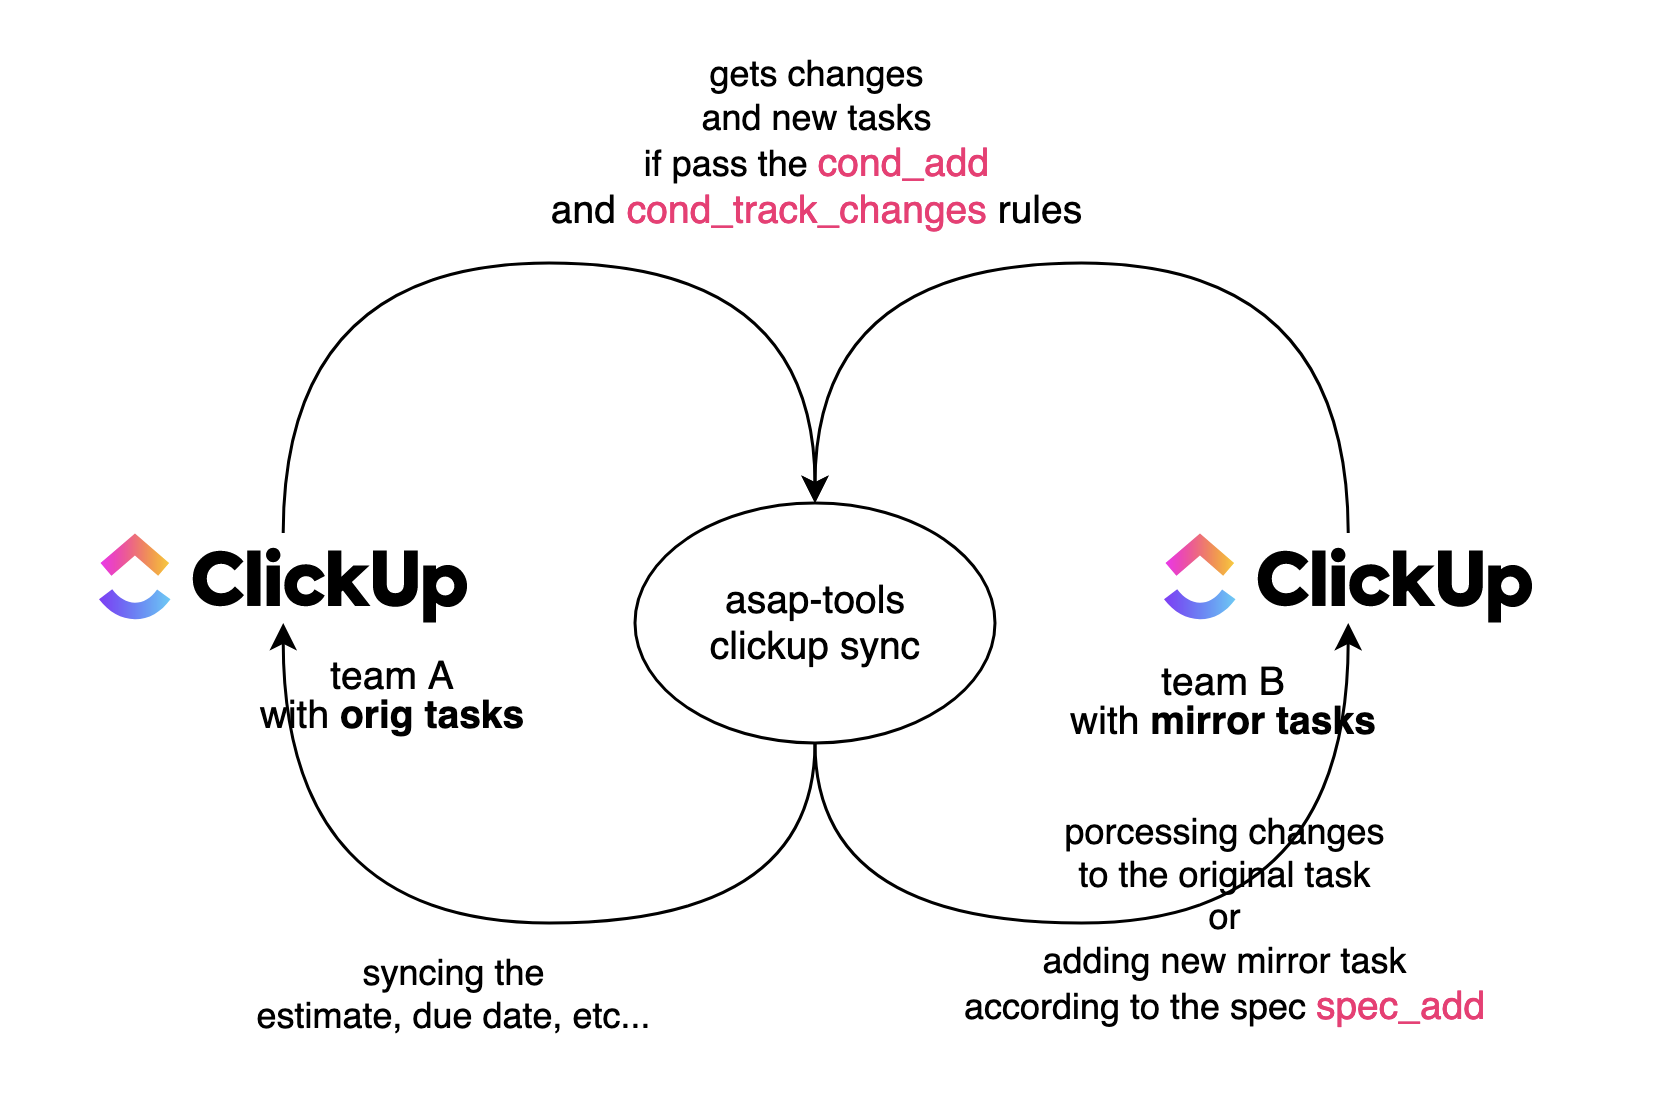 gets changes
and new tasks
if pass the cond_add
and cond_track_changes rules
ClickUp
team A
with orig tasks
asap-tools
clickup sync
ClickUp
team B
with mirror tasks
syncing the
estimate, due date, etc...
porcessing changes
to the original task
or
adding new mirror task
according to the spec spec_add